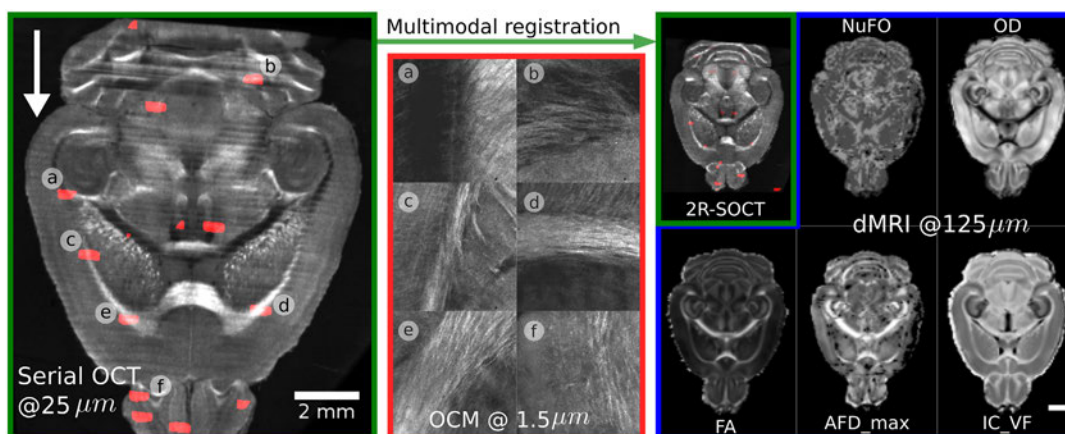 Multimodal registration
b
a
c
e
d
f
Serial OCT
@25 μm
2 mm
a
b
c
d
e
f
OCM @ 1.5μm
2R-SOCT
NuFO
OD
dMRI @125μm
FA
AFD_max
IC_VF